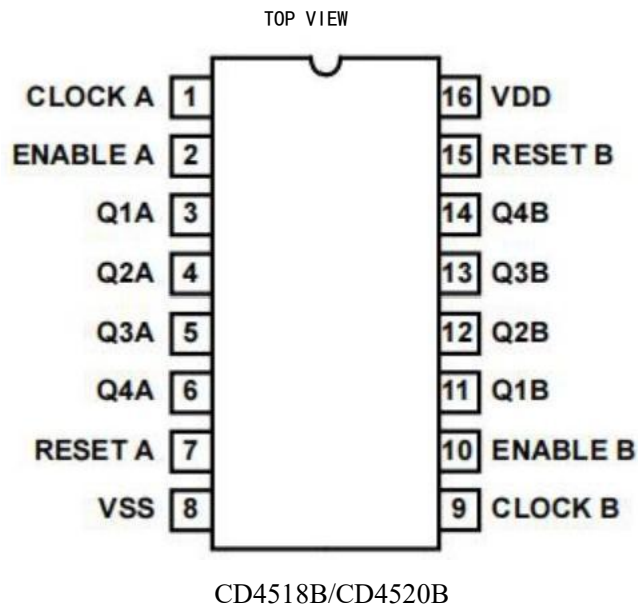 TOP VIEW
CLOCK A 1 16 VDD
ENABLE A 2 15 RESET B
Q1A 3 14 Q4B
Q2A 4 13 Q3B
Q3A 5 12 Q2B
Q4A 6 11 Q1B
RESET A 7 10 ENABLE B
VSS 8 9 CLOCK B
CD4518B/CD4520B